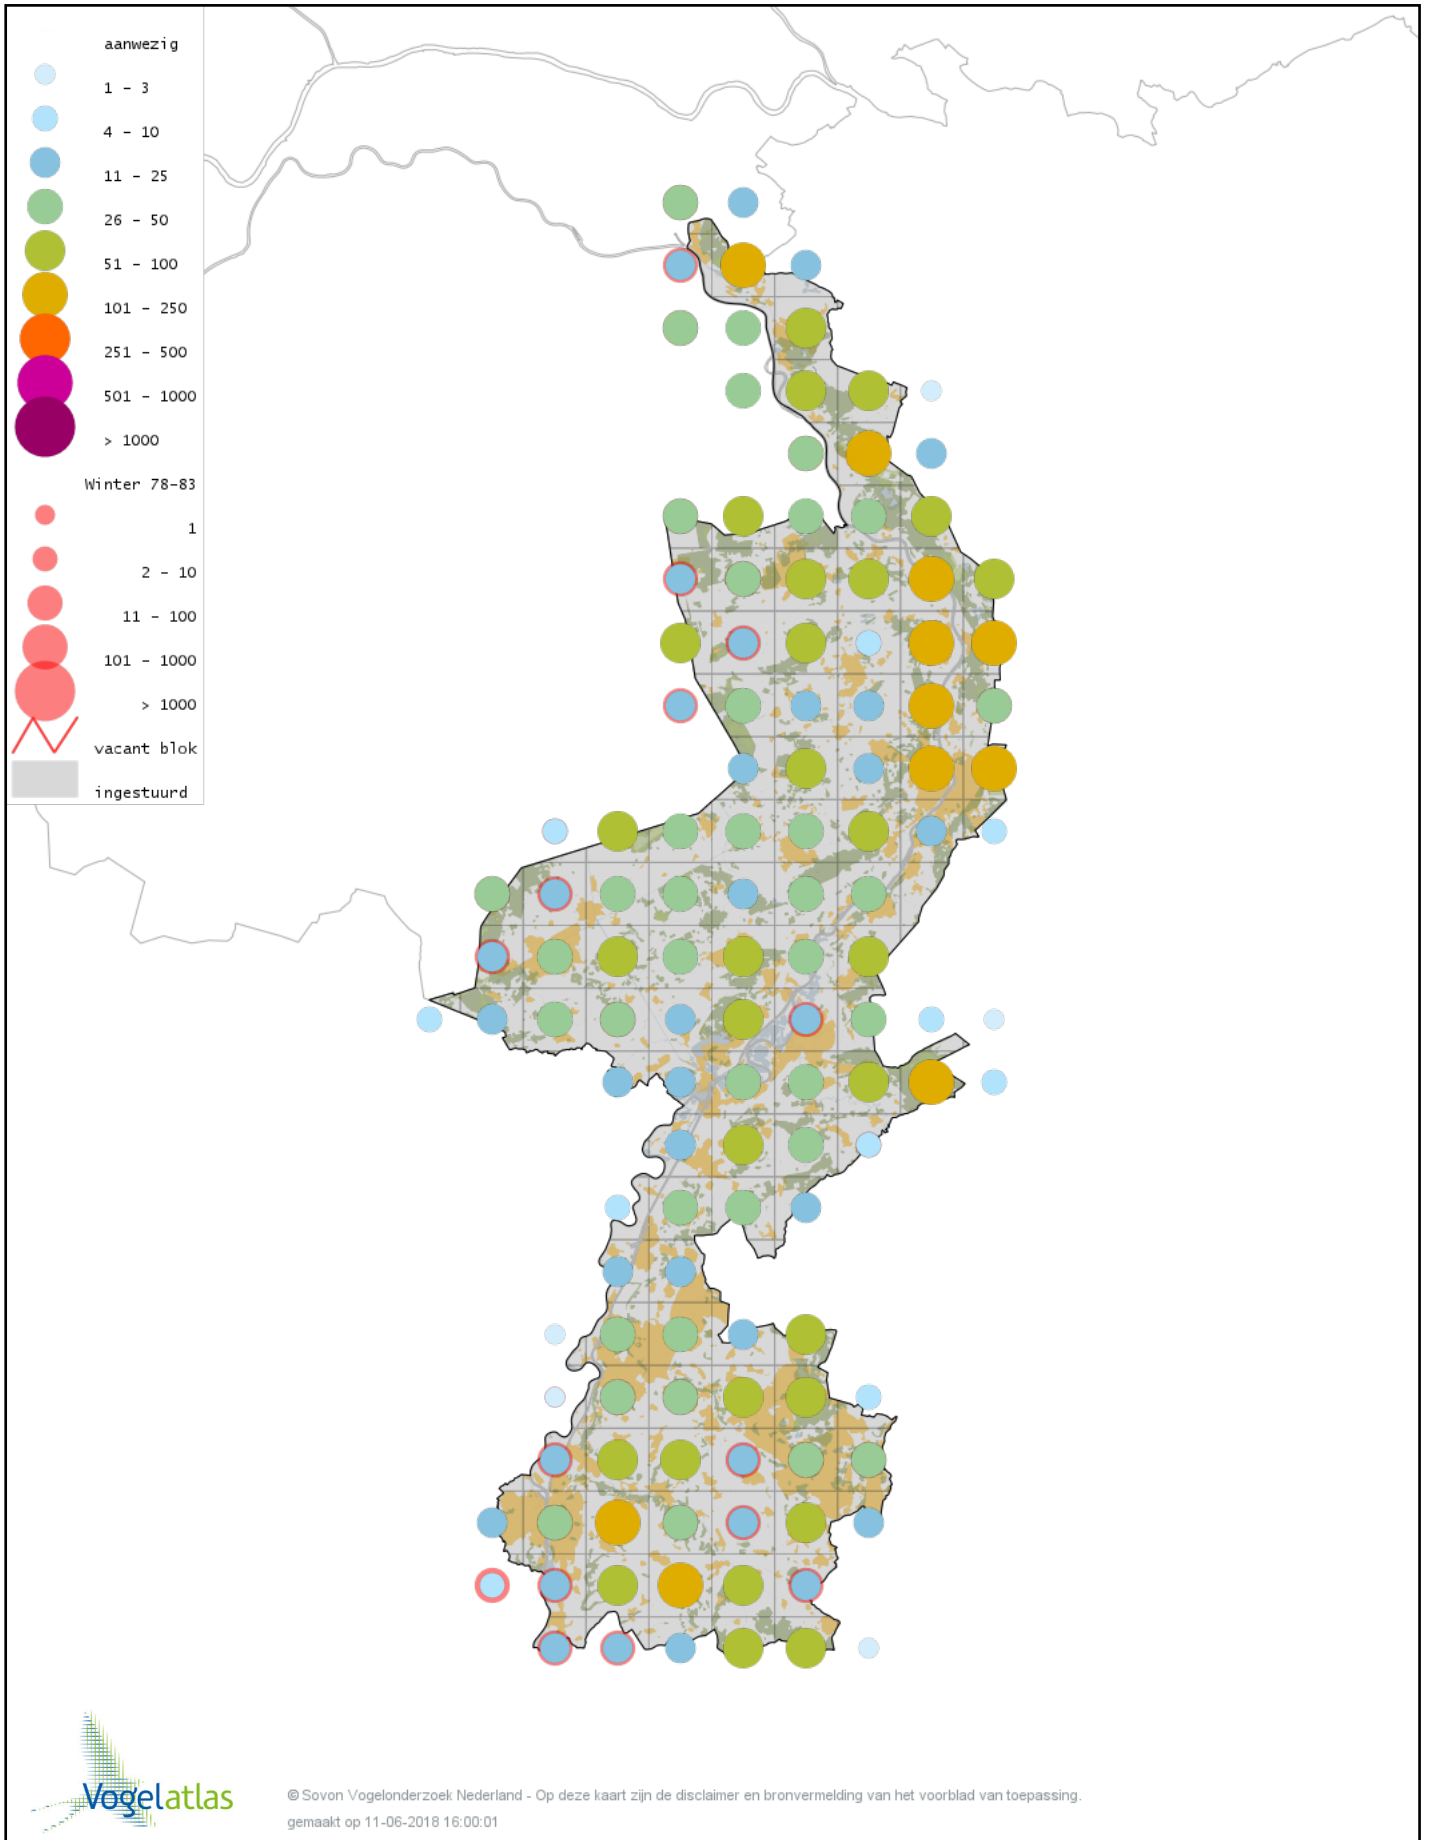 aanwezig
1 - 3
4 - 10
11 - 25
26 - 50
51 - 100
101 - 250
251 - 500
501 - 1000
> 1000
Winter 78-83
1
2 - 10
11 - 100
101 - 1000
> 1000
vacant blok
ingestuurd
Vogelatlas
© Sovon Vogelonderzoek Nederland - Op deze kaart zijn de disclaimer en bronvermelding van het voorblad van toepassing.
gemaakt op 11-06-2018 16:00:01